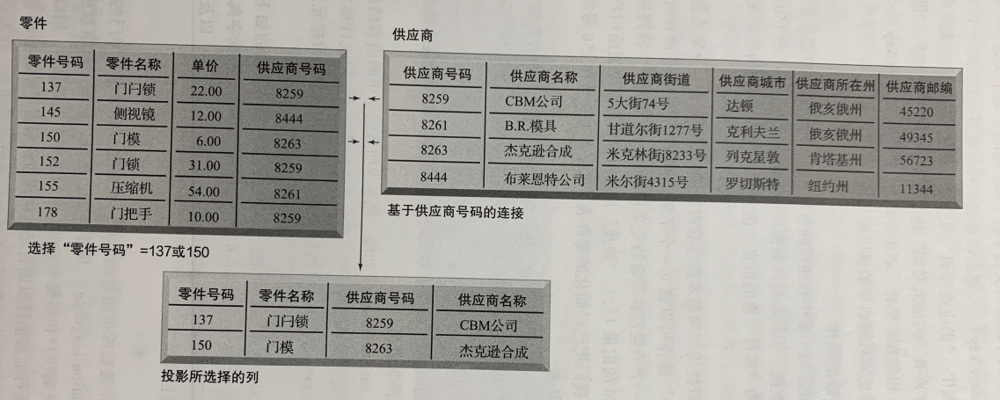 零件
零件号码 零件名称 单价 供应商号码
137 门闩锁 22.00 8259
145 侧视镜 12.00 8444
150 门模 6.00 8263
152 门锁 31.00 8259
155 压缩机 54.00 8261
178 门把手 10.00 8259
选择“零件号码”=137或150
供应商
供应商号码 供应商名称 供应商街道 供应商城市 供应商所在州 供应商邮编
8259 CBM公司 5大街74号 达顿 俄亥俄州 45220
8261 B.R.模具 甘道尔街1277号 克利夫兰 俄亥俄州 49345
8263 杰克逊合成 米克林街j8233号 列克星敦 肯塔基州 56723
8444 布莱恩特公司 米尔街4315号 罗切斯特 纽约州 11344
基于供应商号码的连接
零件号码 零件名称 供应商号码 供应商名称
137 门闩锁 8259 CBM公司
150 门模 8263 杰克逊合成
投影所选择的列